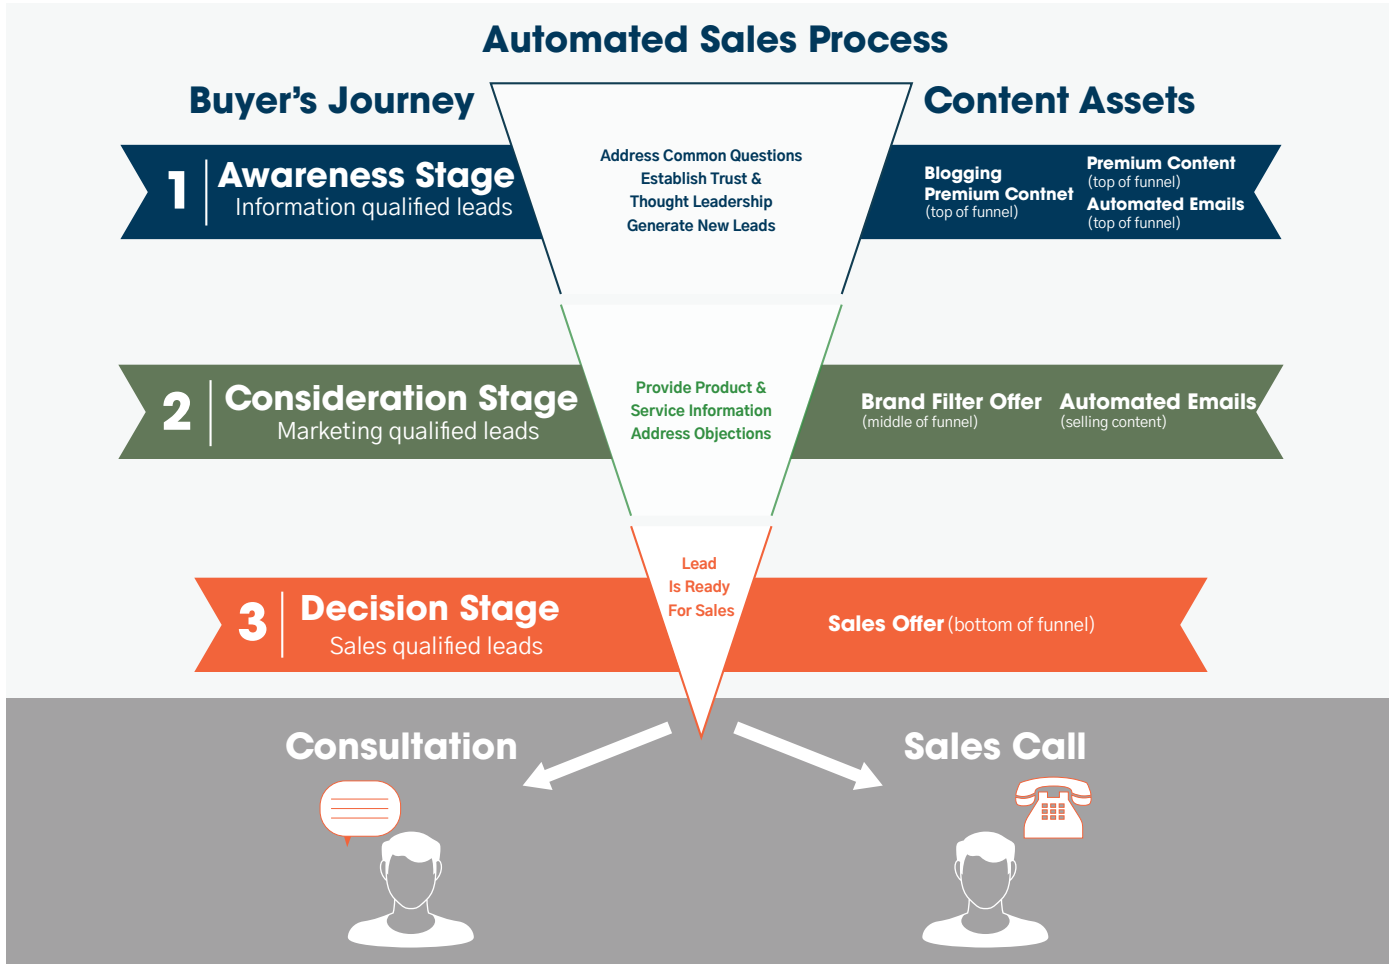 Automated Sales Process
Buyer's Journey
Content Assets
1
Awareness Stage
Information qualified leads
Address Common Questions
Establish Trust &
Thought Leadership
Generate New Leads
Blogging
Premium Contnet
(top of funnel)
Premium Content
(top of funnel)
Automated Emails
(top of funnel)
2
Consideration Stage
Marketing qualified leads
Provide Product &
Service Information
Address Objections
Brand Filter Offer
(middle of funnel)
Automated Emails
(selling content)
3
Decision Stage
Sales qualified leads
Lead
Is Ready
For Sales
Sales Offer (bottom of funnel)
Consultation
Sales Call